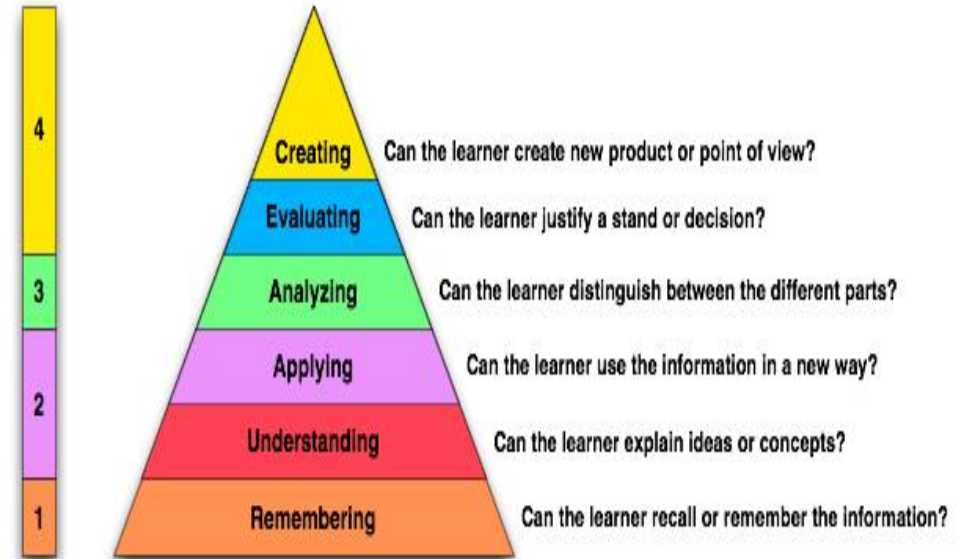 4
Creating Can the learner create new product or point of view?
Evaluating Can the learner justify a stand or decision?
3 Analyzing Can the learner distinguish between the different parts?
Applying Can the learner use the information in a new way?
2
Understanding Can the learner explain ideas or concepts?
1 Remembering Can the learner recall or remember the information?